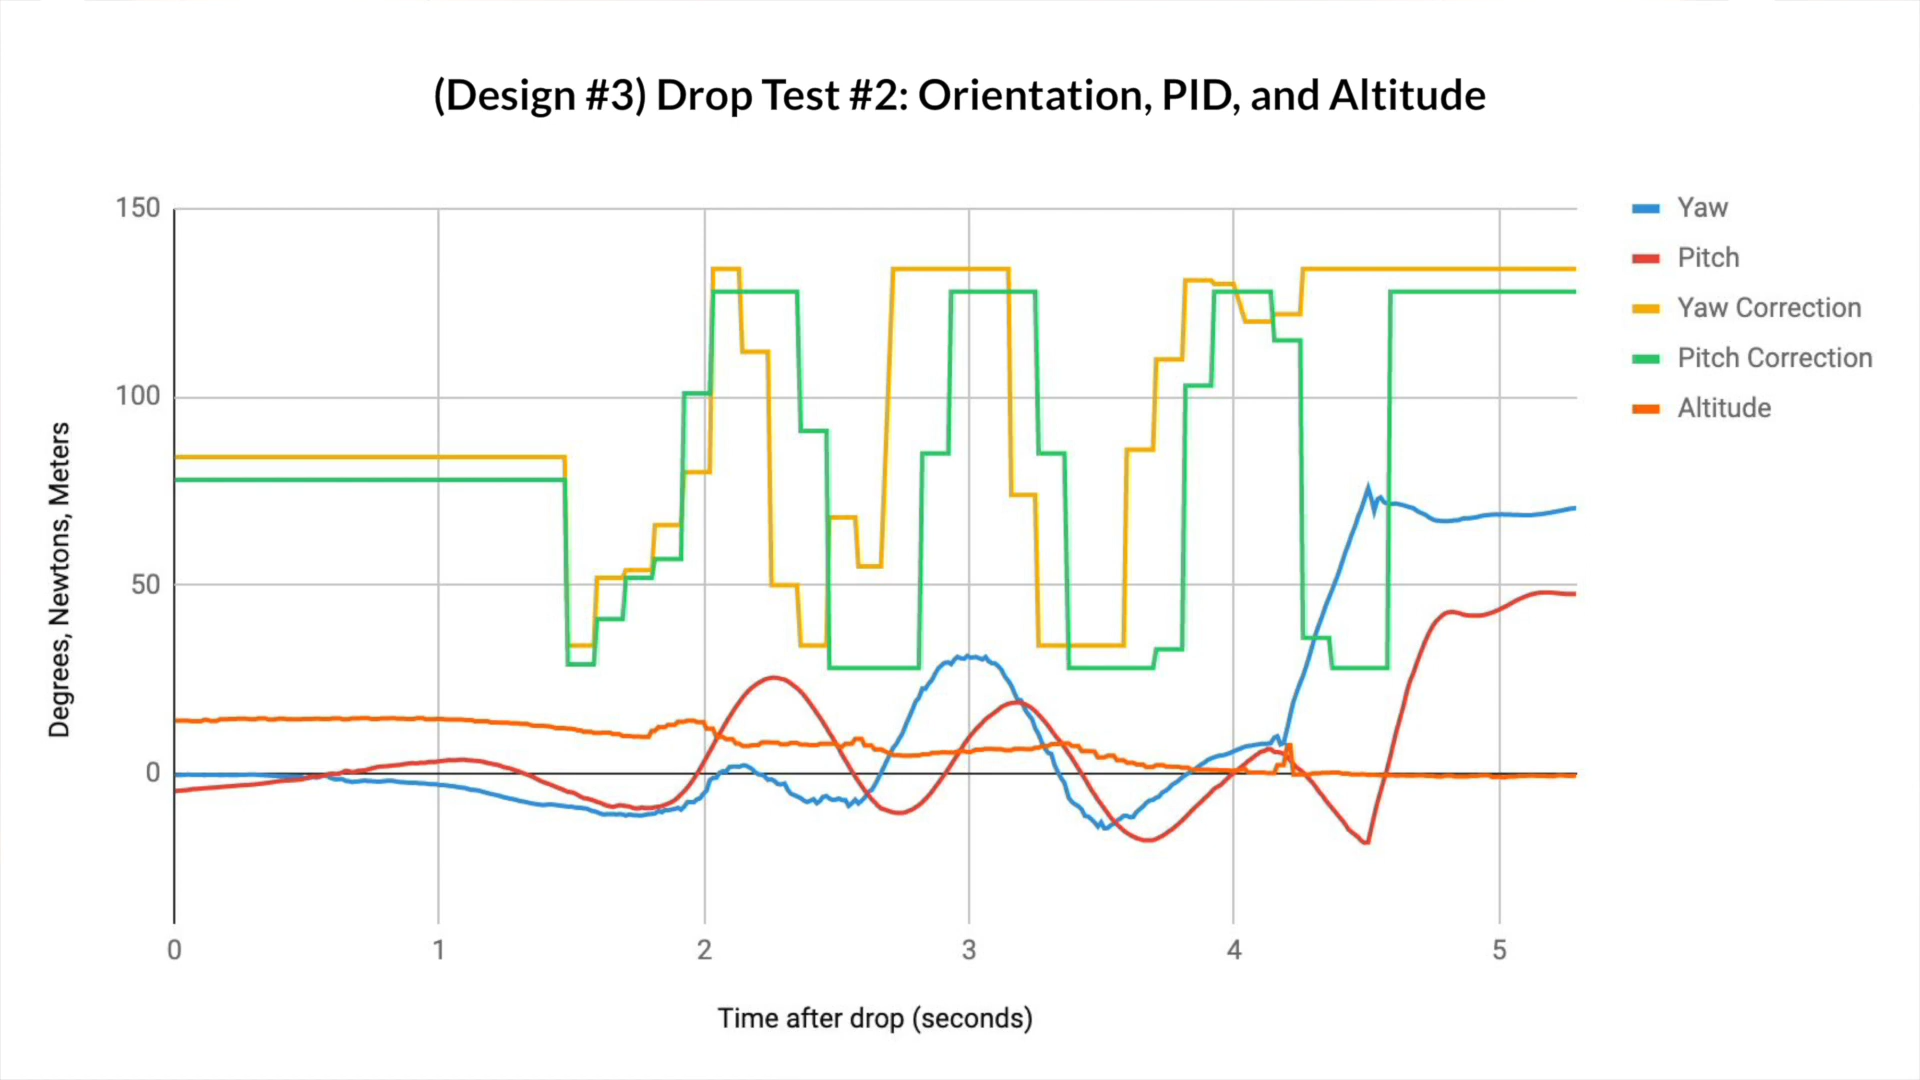 (Design #3) Drop Test #2: Orientation, PID, and Altitude
150
100
50
0
Degrees, Newtons, Meters
0 1 2 3 4 5
Time after drop (seconds)
Yaw
Pitch
Yaw Correction
Pitch Correction
Altitude